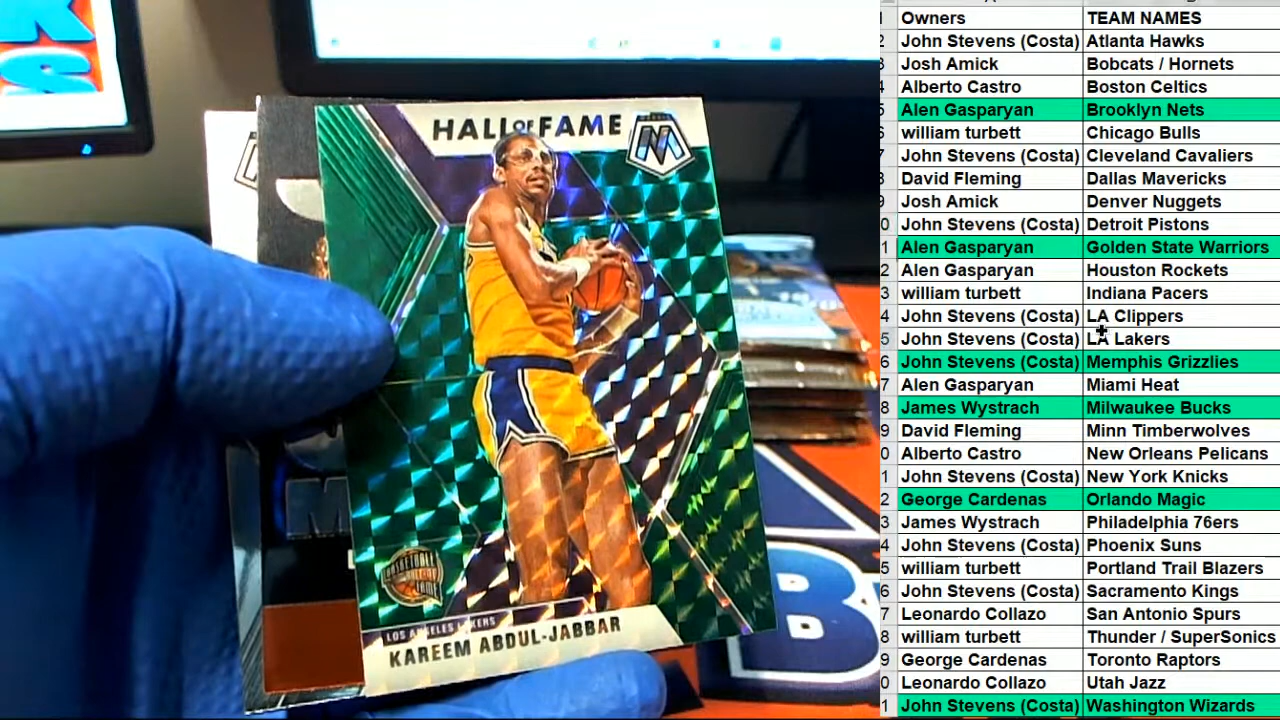 HALL OF FAME
LOS ANGELES LAKERS
KAREEM ABDUL-JABBAR
Owners TEAM NAMES
John Stevens (Costa) Atlanta Hawks
Josh Amick Bobcats / Hornets
Alberto Castro Boston Celtics
Alen Gasparyan Brooklyn Nets
william turbett Chicago Bulls
John Stevens (Costa) Cleveland Cavaliers
David Fleming Dallas Mavericks
Josh Amick Denver Nuggets
John Stevens (Costa) Detroit Pistons
Alen Gasparyan Golden State Warriors
Alen Gasparyan Houston Rockets
william turbett Indiana Pacers
John Stevens (Costa) LA Clippers
John Stevens (Costa) LA Lakers
John Stevens (Costa) Memphis Grizzlies
Alen Gasparyan Miami Heat
James Wystrach Milwaukee Bucks
David Fleming Minn Timberwolves
Alberto Castro New Orleans Pelicans
John Stevens (Costa) New York Knicks
George Cardenas Orlando Magic
James Wystrach Philadelphia 76ers
John Stevens (Costa) Phoenix Suns
william turbett Portland Trail Blazers
John Stevens (Costa) Sacramento Kings
Leonardo Collazo San Antonio Spurs
william turbett Thunder / SuperSonics
George Cardenas Toronto Raptors
Leonardo Collazo Utah Jazz
John Stevens (Costa) Washington Wizards